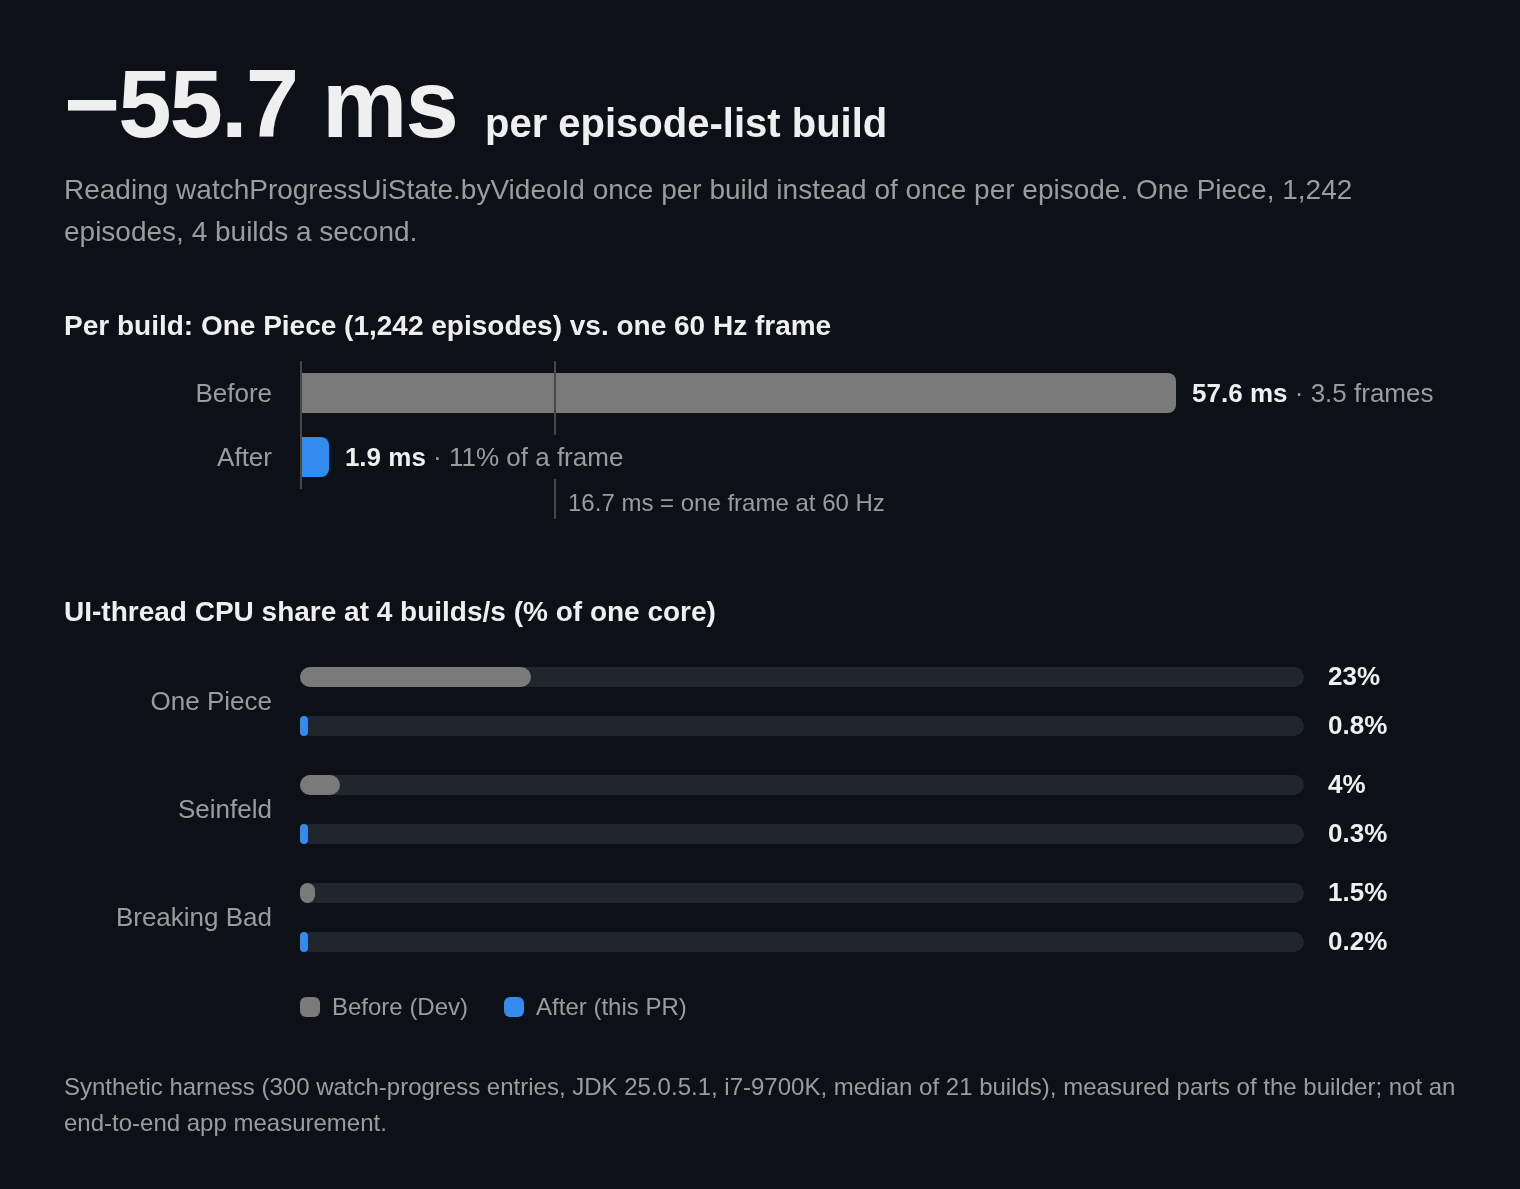 −55.7 ms per episode-list build
Reading watchProgressUiState.byVideoId once per build instead of once per episode. One Piece, 1,242
episodes, 4 builds a second.
Per build: One Piece (1,242 episodes) vs. one 60 Hz frame
Before 57.6 ms · 3.5 frames
After 1.9 ms · 11% of a frame
16.7 ms = one frame at 60 Hz
UI-thread CPU share at 4 builds/s (% of one core)
One Piece
23%
0.8%
Seinfeld
4%
0.3%
Breaking Bad
1.5%
0.2%
Before (Dev) After (this PR)
Synthetic harness (300 watch-progress entries, JDK 25.0.5.1, i7-9700K, median of 21 builds), measured parts of the builder; not an
end-to-end app measurement.